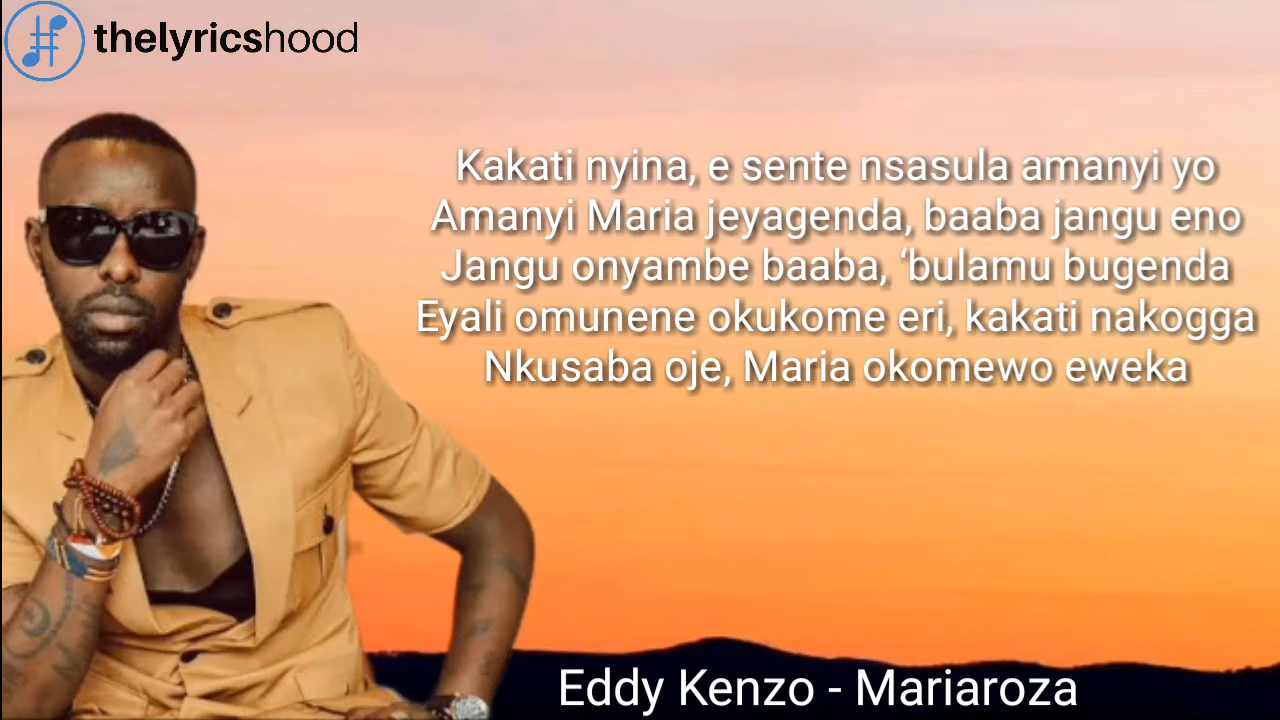 thelyricshood
Kakati nyina, e sente nsasula amanyi yo
Amanyi Maria jeyagenda, baaba jangu eno
Jangu onyambe baaba, ‘bulamu bugenda
Eyali omunene okukome eri, kakati nakogga
Nkusaba oje, Maria okomewo eweka
Eddy Kenzo - Mariaroza